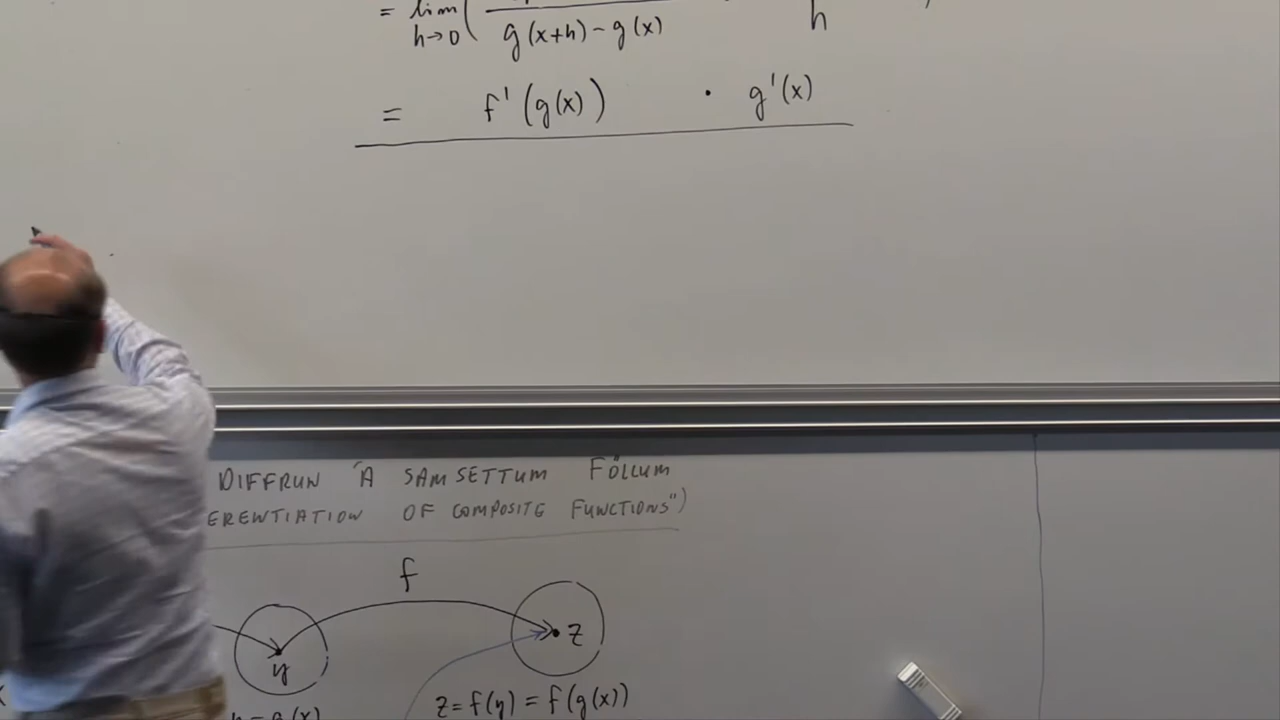 = lim h→0 ( / g(x+h) - g(x) h
= f'(g(x)) · g'(x)
DIFFRUN Á SAMSETTUM FÖLLUM
ERENTIATION OF COMPOSITE FUNCTIONS")
f
y
z
= g(x)
z = f(y) = f(g(x))